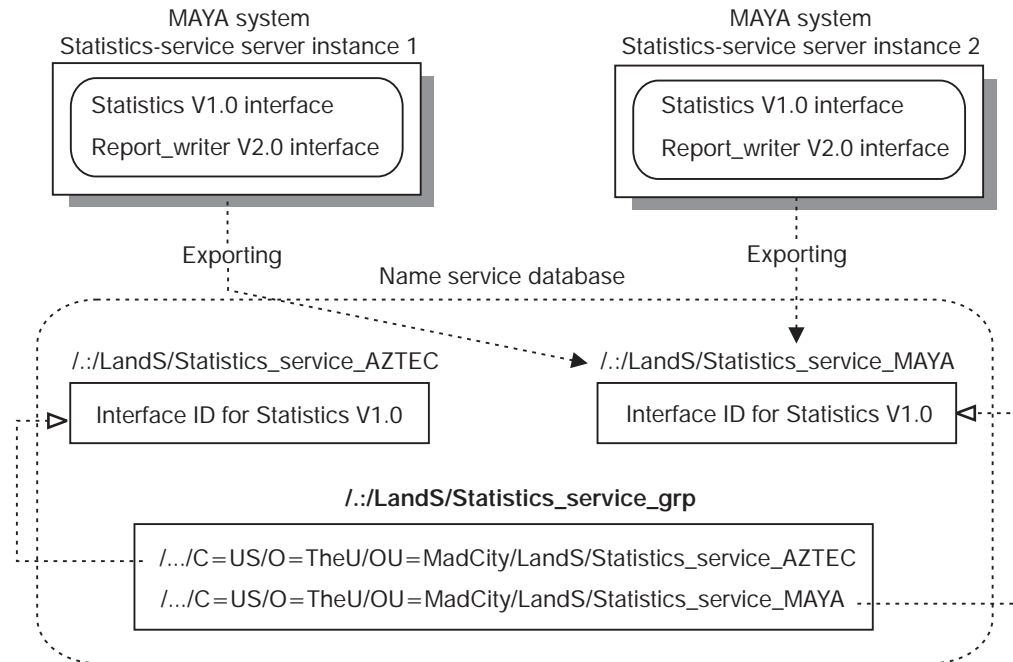 MAYA system
Statistics-service server instance 1
MAYA system
Statistics-service server instance 2
Statistics V1.0 interface
Report_writer V2.0 interface
Statistics V1.0 interface
Report_writer V2.0 interface
Exporting
Exporting
Name service database
/.:/LandS/Statistics_service_AZTEC
/.:/LandS/Statistics_service_MAYA
Interface ID for Statistics V1.0
Interface ID for Statistics V1.0
/.:/LandS/Statistics_service_grp
/.../C=US/O=TheU/OU=MadCity/LandS/Statistics_service_AZTEC
/.../C=US/O=TheU/OU=MadCity/LandS/Statistics_service_MAYA